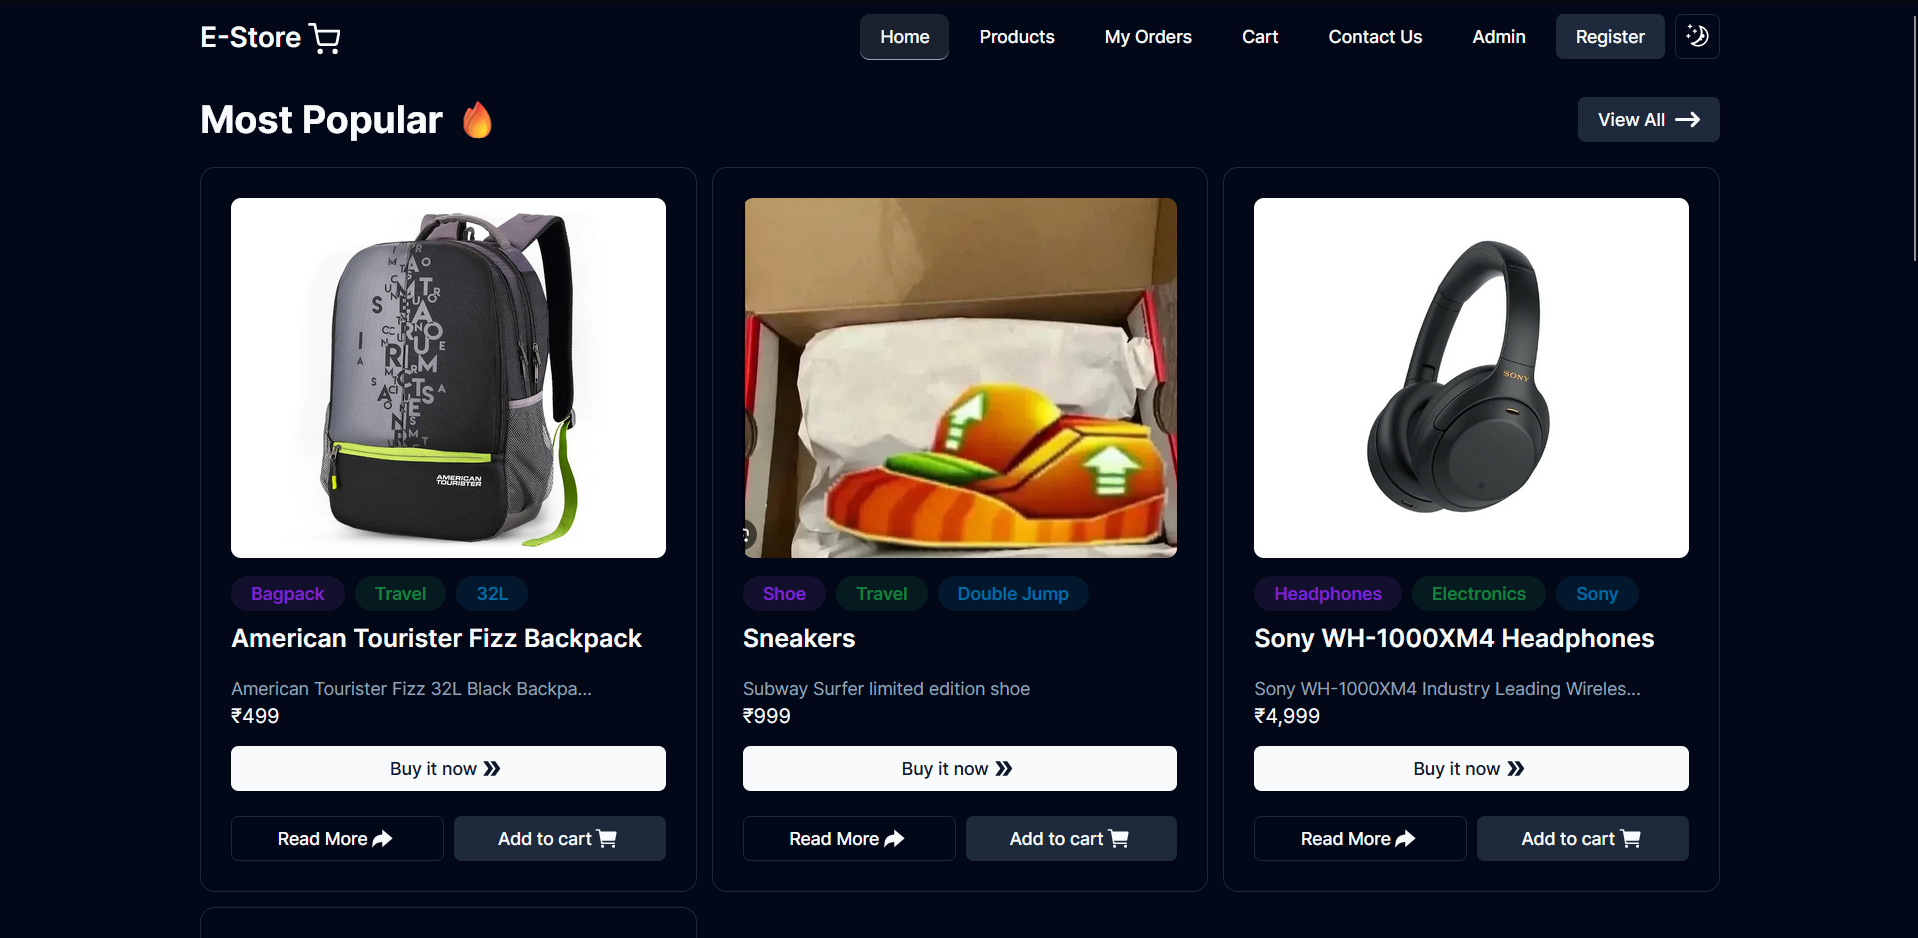 E-Store
Home
Products
My Orders
Cart
Contact Us
Admin
Register
Most Popular
View All
AMERICAN
TOURISTER
SONY
Bagpack
Travel
32L
American Tourister Fizz Backpack
American Tourister Fizz 32L Black Backpa...
₹499
Buy it now
Read More
Add to cart
Shoe
Travel
Double Jump
Sneakers
Subway Surfer limited edition shoe
₹999
Buy it now
Read More
Add to cart
Headphones
Electronics
Sony
Sony WH-1000XM4 Headphones
Sony WH-1000XM4 Industry Leading Wireles...
₹4,999
Buy it now
Read More
Add to cart